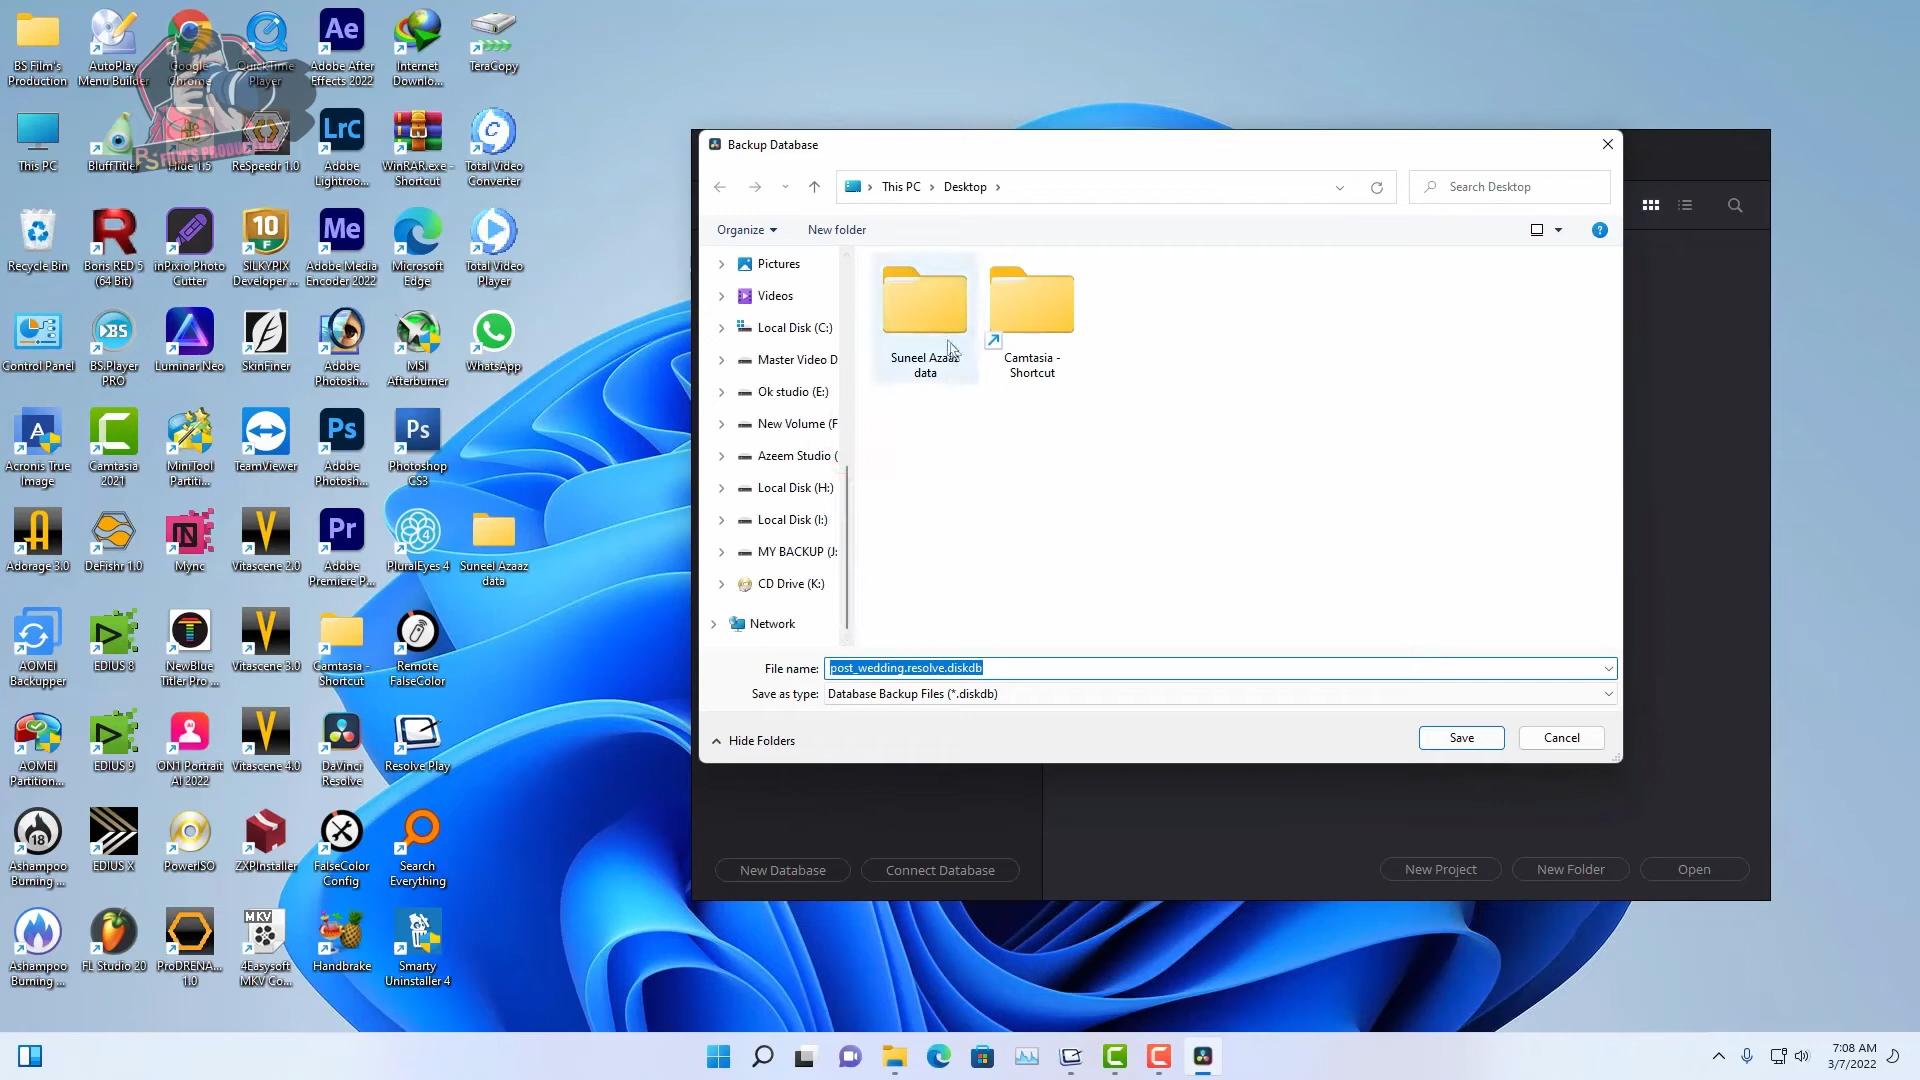 BS Film's
Production
AutoPlay
Menu Builder
Google
Chrome
QuickTime
Player
Adobe After
Effects 2022
Internet
Downlo...
TeraCopy
This PC
BluffTitler
Hide 1.5
ReSpeedr 1.0
Adobe
Lightroo...
WinRAR.exe -
Shortcut
Total Video
Converter
FILM'S PRODUCTION
Recycle Bin
Boris RED 5
(64 Bit)
inPixio Photo
Cutter
SILKYPIX
Developer ...
Adobe Media
Encoder 2022
Microsoft
Edge
Total Video
Player
Control Panel
BS.Player
PRO
Luminar Neo
SkinFiner
Adobe
Photosh...
MSI
Afterburner
WhatsApp
Acronis True
Image
Camtasia
2021
MiniTool
Partiti...
TeamViewer
Adobe
Photosh...
Photoshop
CS3
Adorage 3.0
DeFishr 1.0
Mync
Vitascene 2.0
Adobe
Premiere P...
PluralEyes 4
Suneel Azaaz
data
AOMEI
Backupper
EDIUS 8
NewBlue
Titler Pro ...
Vitascene 3.0
Camtasia -
Shortcut
Remote
FalseColor
AOMEI
Partition...
EDIUS 9
ON1 Portrait
AI 2022
Vitascene 4.0
DaVinci
Resolve
Resolve Play
Ashampoo
Burning ...
EDIUS X
PowerISO
ZXPInstaller
FalseColor
Config
Search
Everything
Ashampoo
Burning ...
FL Studio 20
ProDRENA...
1.0
4Easysoft
MKV Co...
Handbrake
Smarty
Uninstaller 4
Backup Database
This PC
Desktop
Search Desktop
Organize
New folder
Pictures
Videos
Local Disk (C:)
Master Video D
Ok studio (E:)
New Volume (F
Azeem Studio (
Local Disk (H:)
Local Disk (I:)
MY BACKUP (J:
CD Drive (K:)
Network
Suneel Azaaz
data
Camtasia -
Shortcut
File name: post_wedding.resolve.diskdb
Save as type: Database Backup Files (*.diskdb)
Hide Folders
Save
Cancel
New Database
Connect Database
New Project
New Folder
Open
7:08 AM
3/7/2022